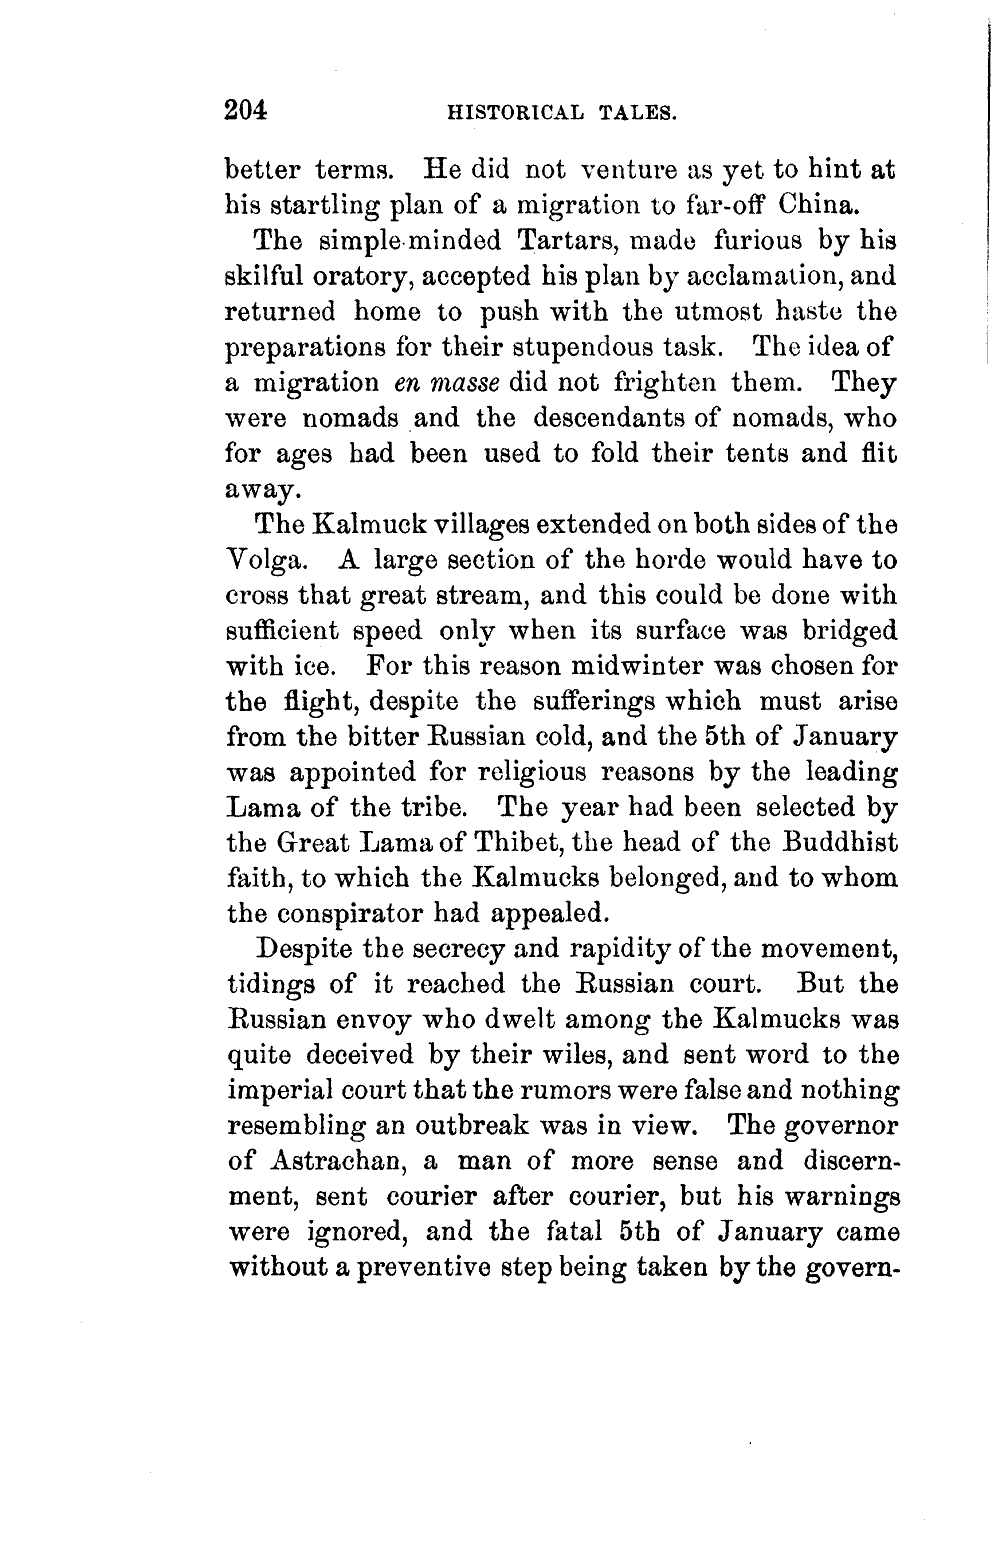 204 HISTORICAL TALES.
better terms. He did not venture as yet to hint at
his startling plan of a migration to far-off China.
The simple-minded Tartars, made furious by his
skilful oratory, accepted his plan by acclamation, and
returned home to push with the utmost haste the
preparations for their stupendous task. The idea of
a migration en masse did not frighten them. They
were nomads and the descendants of nomads, who
for ages had been used to fold their tents and flit
away.
The Kalmuck villages extended on both sides of the
Volga. A large section of the horde would have to
cross that great stream, and this could be done with
sufficient speed only when its surface was bridged
with ice. For this reason midwinter was chosen for
the flight, despite the sufferings which must arise
from the bitter Russian cold, and the 5th of January
was appointed for religious reasons by the leading
Lama of the tribe. The year had been selected by
the Great Lama of Thibet, the head of the Buddhist
faith, to which the Kalmucks belonged, and to whom
the conspirator had appealed.
Despite the secrecy and rapidity of the movement,
tidings of it reached the Russian court. But the
Russian envoy who dwelt among the Kalmucks was
quite deceived by their wiles, and sent word to the
imperial court that the rumors were false and nothing
resembling an outbreak was in view. The governor
of Astrachan, a man of more sense and discern-
ment, sent courier after courier, but his warnings
were ignored, and the fatal 5th of January came
without a preventive step being taken by the govern-